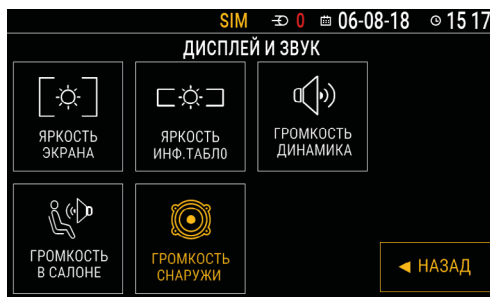 SIM 0 06-08-18 15 17
ДИСПЛЕЙ И ЗВУК
ЯРКОСТЬ
ЭКРАНА
ЯРКОСТЬ
ИНФ.ТАБЛ0
ГРОМКОСТЬ
ДИНАМИКА
ГРОМКОСТЬ
В САЛОНЕ
ГРОМКОСТЬ
СНАРУЖИ
НАЗАД